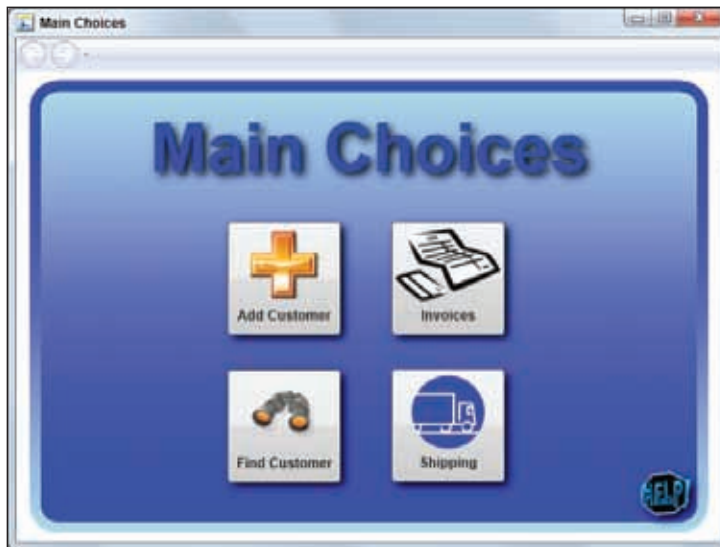 Main Choices
Main Choices
Add Customer
Invoices
Find Customer
Shipping
HELP